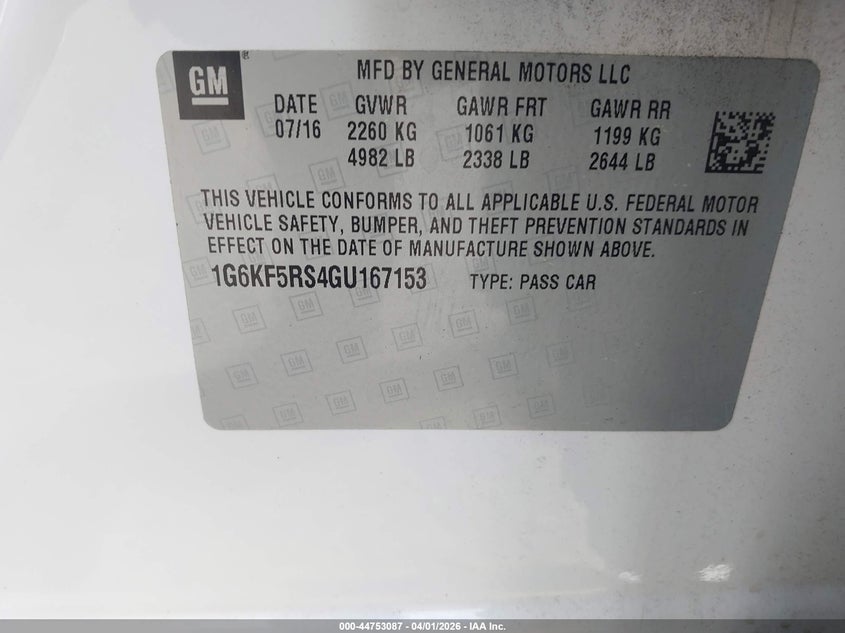 GM
MFD BY GENERAL MOTORS LLC
DATE GVWR GAWR FRT GAWR RR
07/16 2260 KG 1061 KG 1199 KG
4982 LB 2338 LB 2644 LB
THIS VEHICLE CONFORMS TO ALL APPLICABLE U.S. FEDERAL MOTOR
VEHICLE SAFETY, BUMPER, AND THEFT PREVENTION STANDARDS IN
EFFECT ON THE DATE OF MANUFACTURE SHOWN ABOVE.
1G6KF5RS4GU167153 TYPE: PASS CAR
000-44753087 04/01/2026 - IAA Inc.